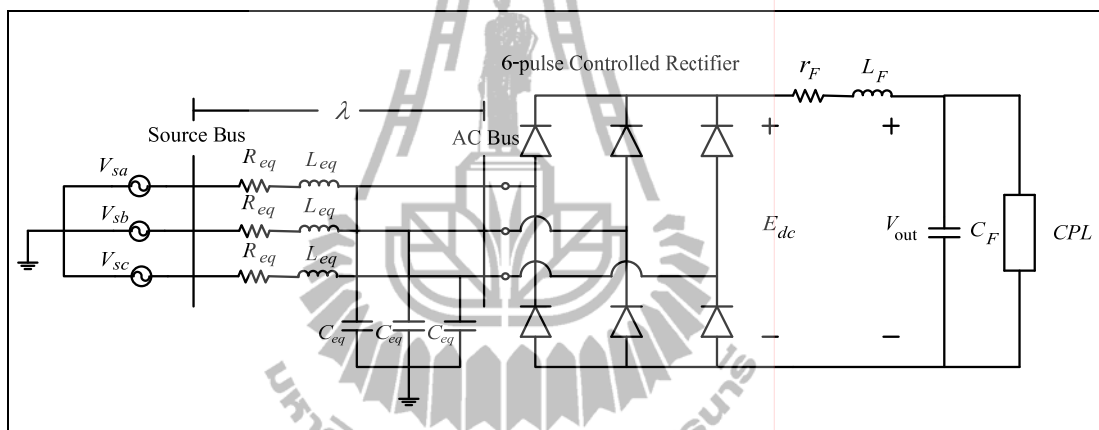 6-pulse Controlled Rectifier
r_F
L_F
λ
Source Bus
AC Bus
V_sa
R_eq
L_eq
V_sb
R_eq
L_eq
V_sc
R_eq
L_eq
C_eq
C_eq
C_eq
+
E_dc
−
+
V_out
−
C_F
CPL